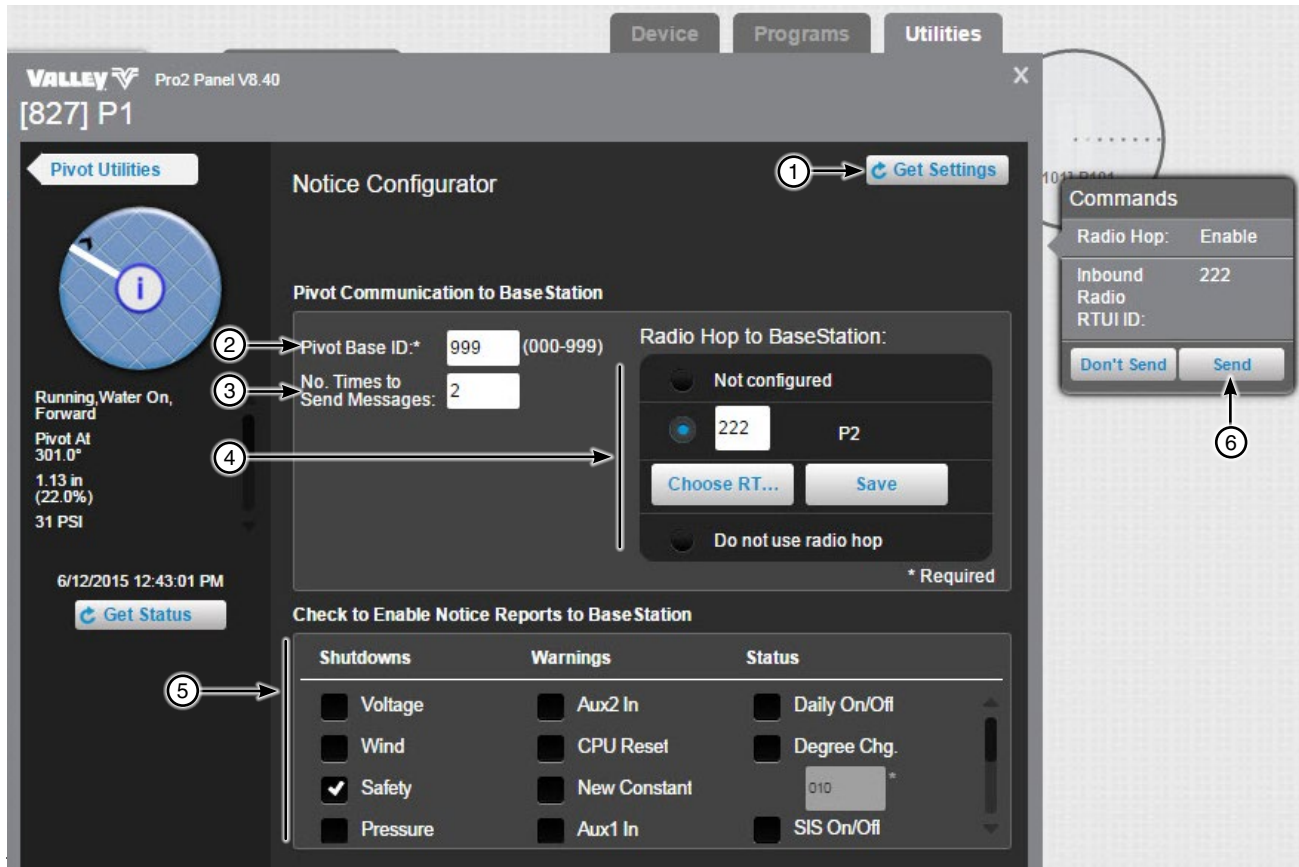 Device Programs Utilities
VALLEY Pro2 Panel V8.40
X
[827] P1
Pivot Utilities
Notice Configurator
1
Get Settings
Commands
Radio Hop: Enable
Inbound 222
Radio
RTUI ID:
Don't Send Send
6
i
Pivot Communication to BaseStation
2
Pivot Base ID:* 999 (000-999)
3
No. Times to
Send Messages: 2
4
Radio Hop to BaseStation:
Not configured
222 P2
Choose RT... Save
Do not use radio hop
* Required
Running,Water On,
Forward
Pivot At
301.0°
1.13 in
(22.0%)
31 PSI
6/12/2015 12:43:01 PM
Get Status
Check to Enable Notice Reports to BaseStation
5
Shutdowns Warnings Status
Voltage Aux2 In Daily On/Off
Wind CPU Reset Degree Chg.
010 *
Safety New Constant
Pressure Aux1 In SIS On/Off